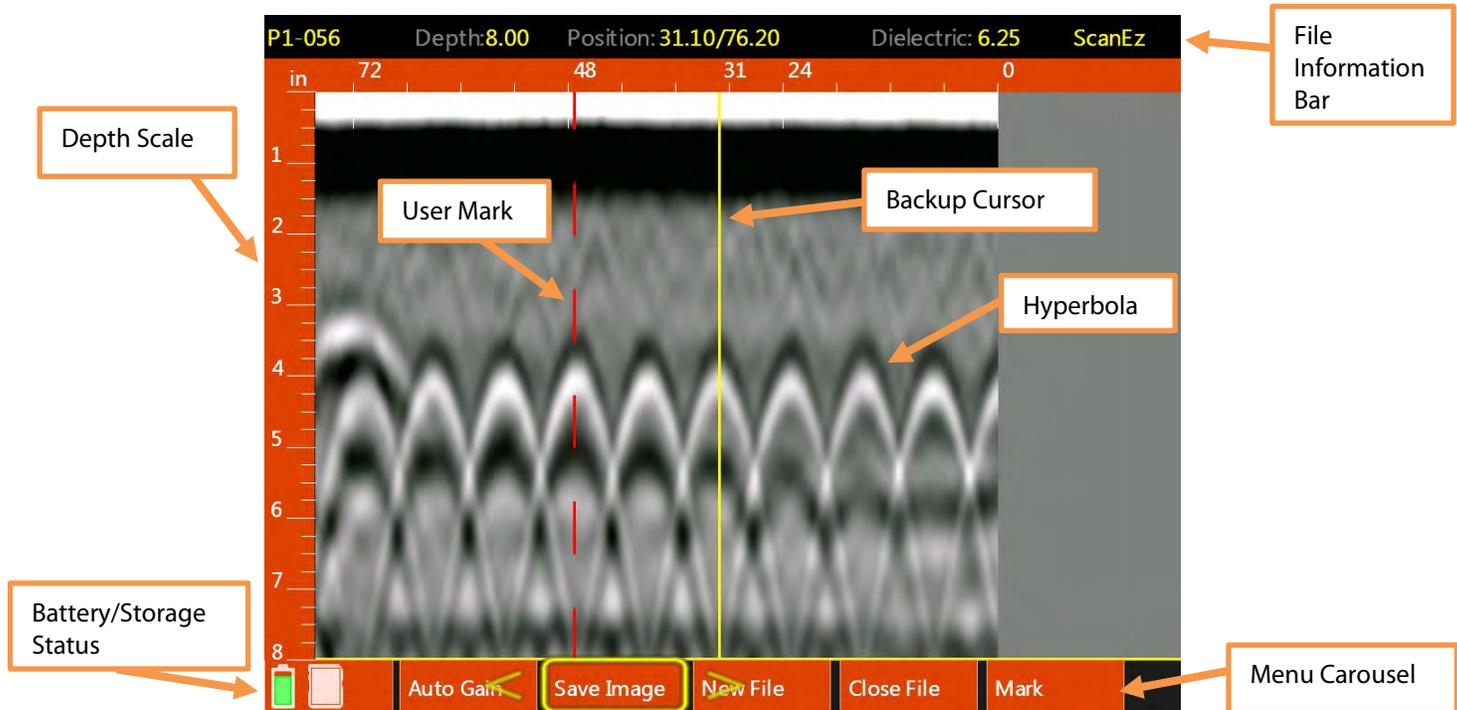 P1-056 Depth:8.00 Position: 31.10/76.20 Dielectric: 6.25 ScanEz
File
Information
Bar
in 72 48 31 24 0
Depth Scale
1
User Mark
Backup Cursor
2
3
Hyperbola
4
5
6
7
Battery/Storage
Status
8
Auto Gain < Save Image > New File Close File Mark
Menu Carousel